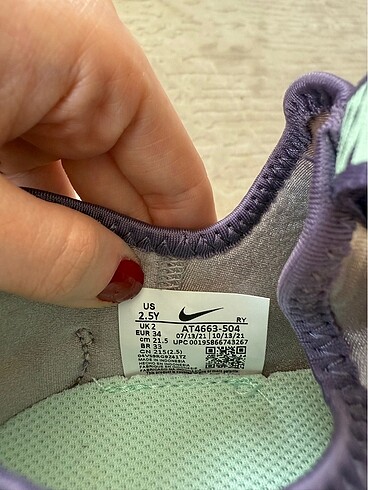 US
2.5Y
RY
UK 2
AT4663-504
EUR 34
07/13/21 | 10/13/21
cm 21.5
UPC 00195866743267
BR 33
CN 215(2.5)
MADE IN INDONESIA